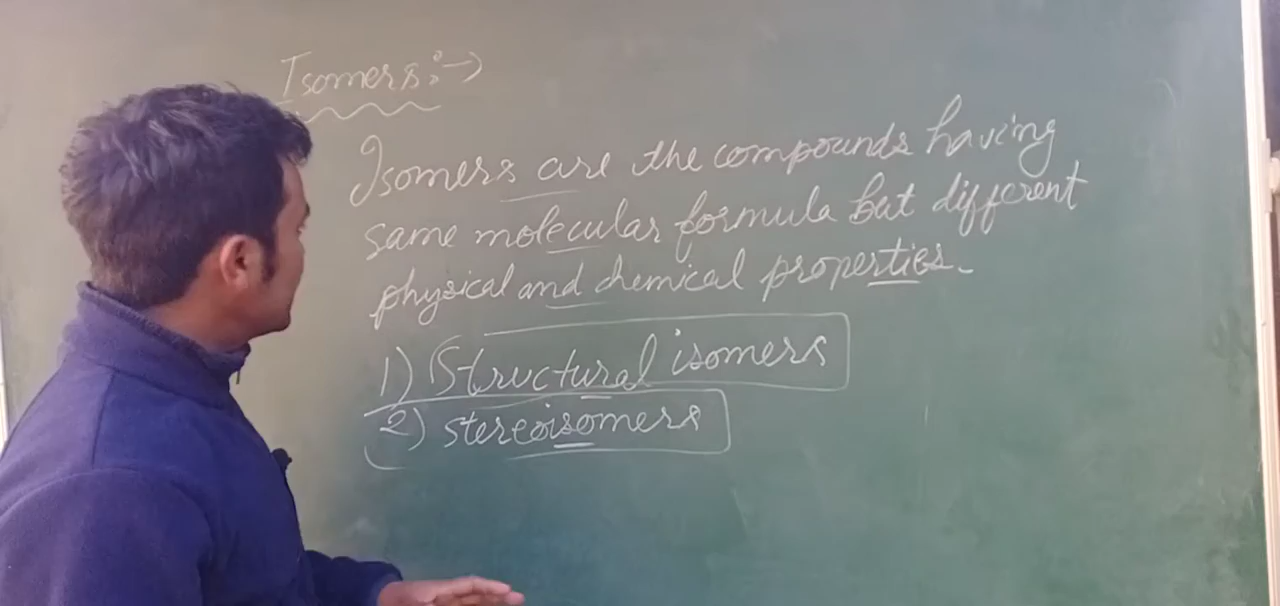 Isomers:→
Isomers are the compounds having
same molecular formula but different
physical and chemical properties.
1) Structural isomers
2) stereoisomers